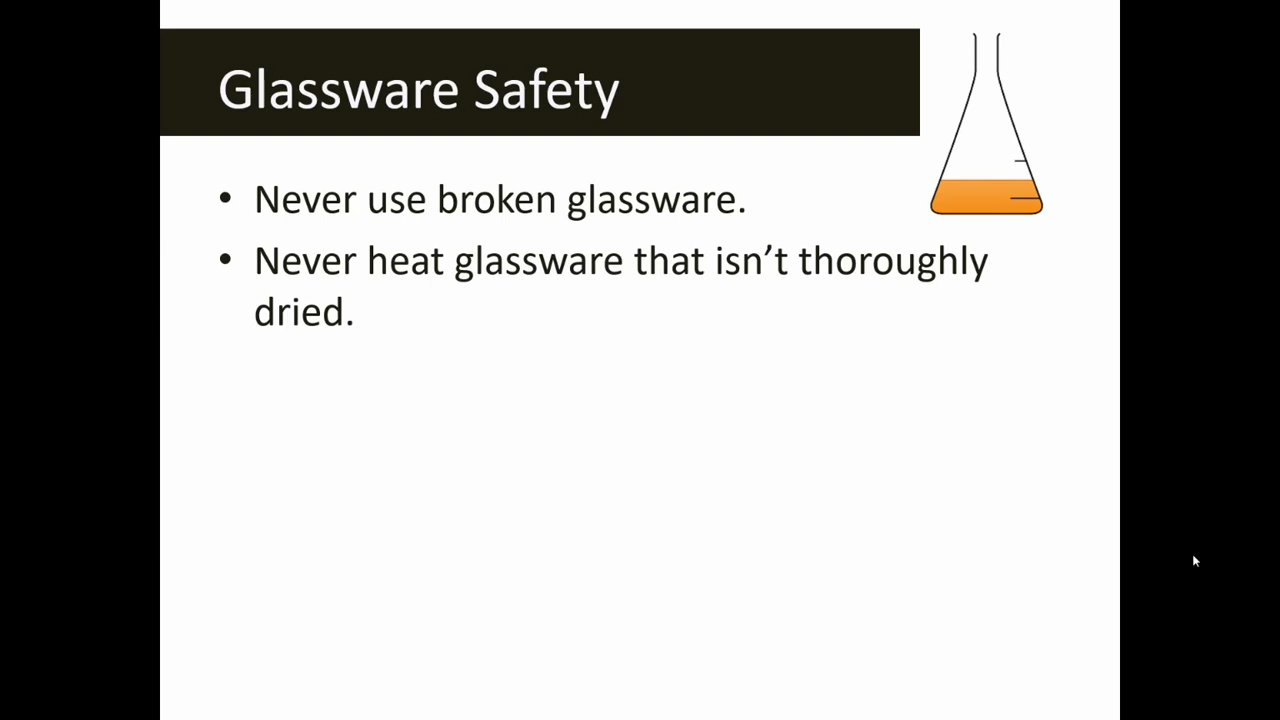 Glassware Safety
• Never use broken glassware.
• Never heat glassware that isn’t thoroughly
dried.